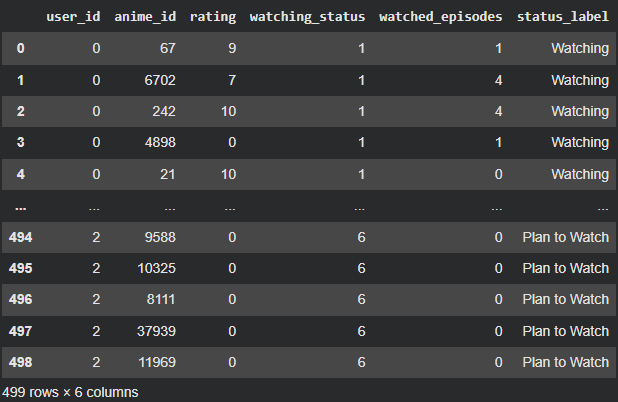 user_id anime_id rating watching_status watched_episodes status_label
0 0 67 9 1 1 Watching
1 0 6702 7 1 4 Watching
2 0 242 10 1 4 Watching
3 0 4898 0 1 1 Watching
4 0 21 10 1 0 Watching
... ... ... ... ... ... ...
494 2 9588 0 6 0 Plan to Watch
495 2 10325 0 6 0 Plan to Watch
496 2 8111 0 6 0 Plan to Watch
497 2 37939 0 6 0 Plan to Watch
498 2 11969 0 6 0 Plan to Watch
499 rows × 6 columns